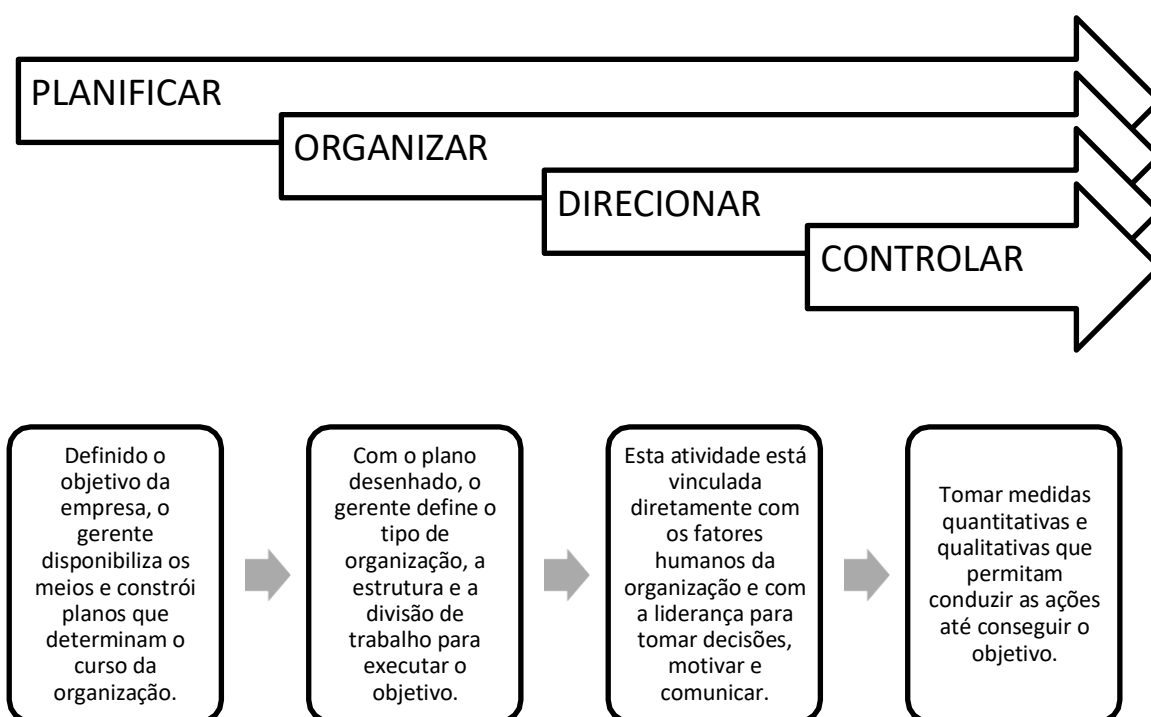 PLANIFICAR
ORGANIZAR
DIRECIONAR
CONTROLAR
Definido o
objetivo da
empresa, o
gerente
disponibiliza os
meios e constrói
planos que
determinam o
curso da
organização.
Com o plano
desenhado, o
gerente define o
tipo de
organização, a
estrutura e a
divisão de
trabalho para
executar o
objetivo.
Esta atividade está
vinculada
diretamente com
os fatores
humanos da
organização e com
a liderança para
tomar decisões,
motivar e
comunicar.
Tomar medidas
quantitativas e
qualitativas que
permitam
conduzir as ações
até conseguir o
objetivo.